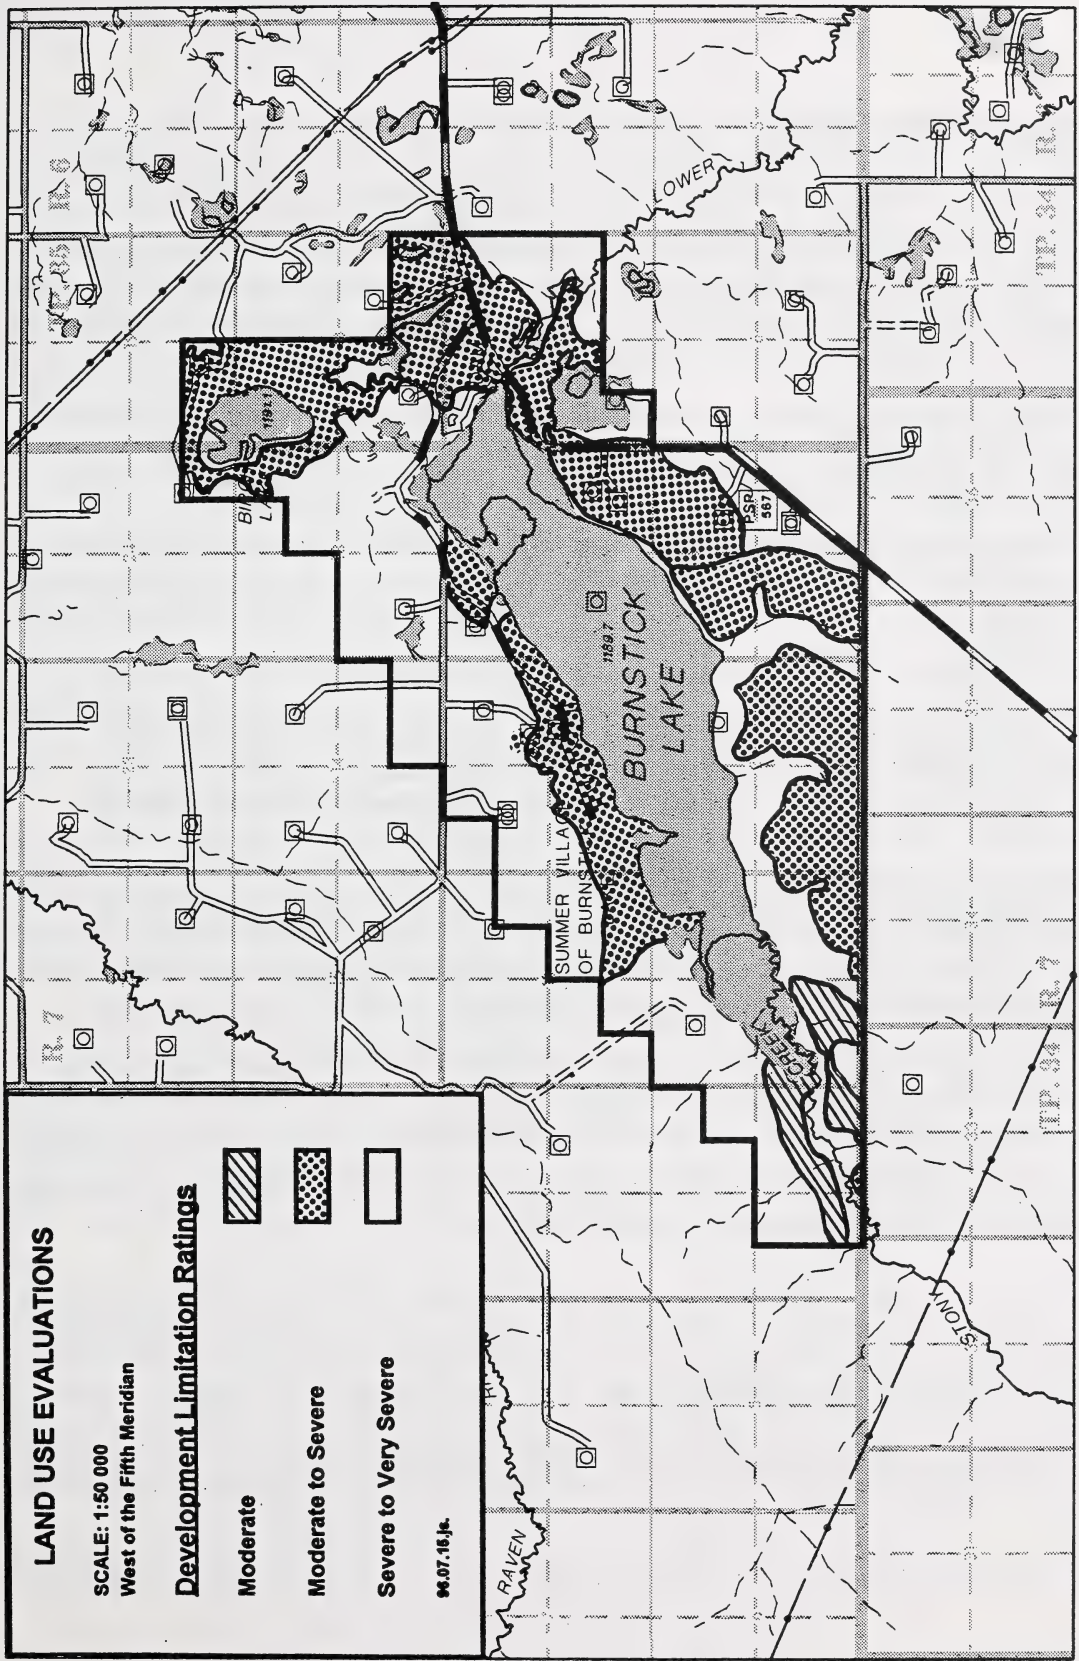 LAND USE EVALUATIONS
SCALE: 1:50 000
West of the Fifth Meridian
Development Limitation Ratings
Moderate
Moderate to Severe
Severe to Very Severe
96.07.15.js.
R. 7
R. 6
TP. 34
R. 7
TP. 34
R.
RAVEN
STONY
CREEK
SUMMER VILLA
OF BURNST
BURNSTICK
LAKE
1189.7
1191.1
P.S.P.
567
LOWER